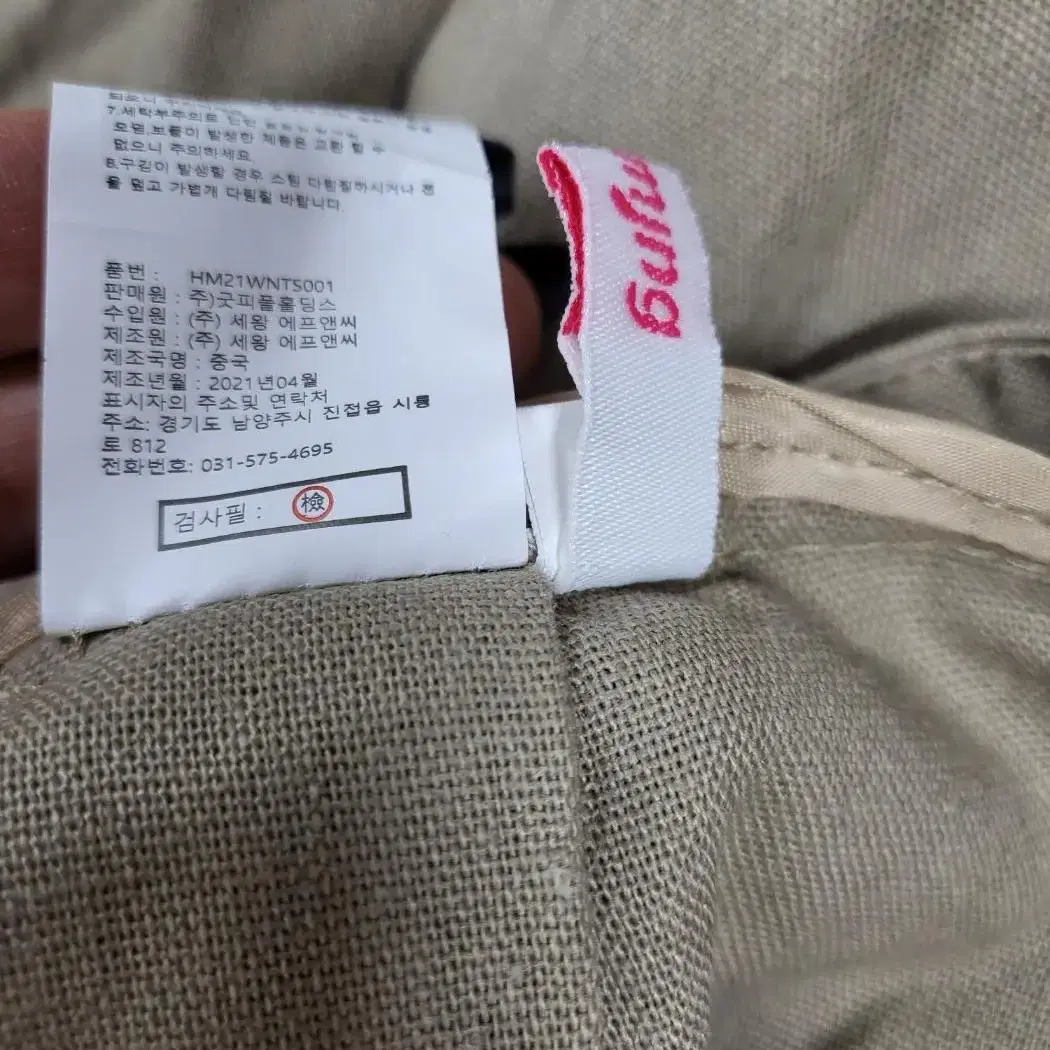 7.세탁부주의로 인한
호염,보풀이 발생한 제품은 교환 할 수
없으니 주의하세요.
8.구김이 발생할 경우 스팀 다림질하시거나 천
을 덮고 가볍개 다림질 바랍니다.
품번 : HM21WNTS001
판매원 : 주)굿피플홀딩스
수입원 : (주) 세왕 에프앤씨
제조원 : (주) 세왕 에프앤씨
제조국명 : 중국
제조년월 : 2021년04월
표시자의 주소및 연락처
주소: 경기도 남양주시 진접읍 시롱
로 812
전화번호: 031-575-4695
검사필 : 檢